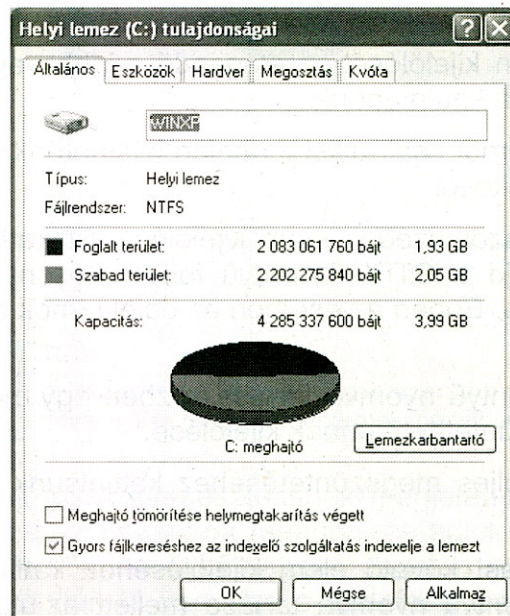 Helyi lemez (C:) tulajdonságai
Általános Eszközök Hardver Megosztás Kvóta
WINXP
Típus: Helyi lemez
Fájlrendszer: NTFS
Foglalt terület: 2 083 061 760 bájt 1,93 GB
Szabad terület: 2 202 275 840 bájt 2,05 GB
Kapacitás: 4 285 337 600 bájt 3,99 GB
C: meghajtó
Lemezkarbantartó
Meghajtó tömörítése helymegtakarítás végett
Gyors fájlkereséshez az indexelő szolgáltatás indexelje a lemezt
OK Mégse Alkalmaz